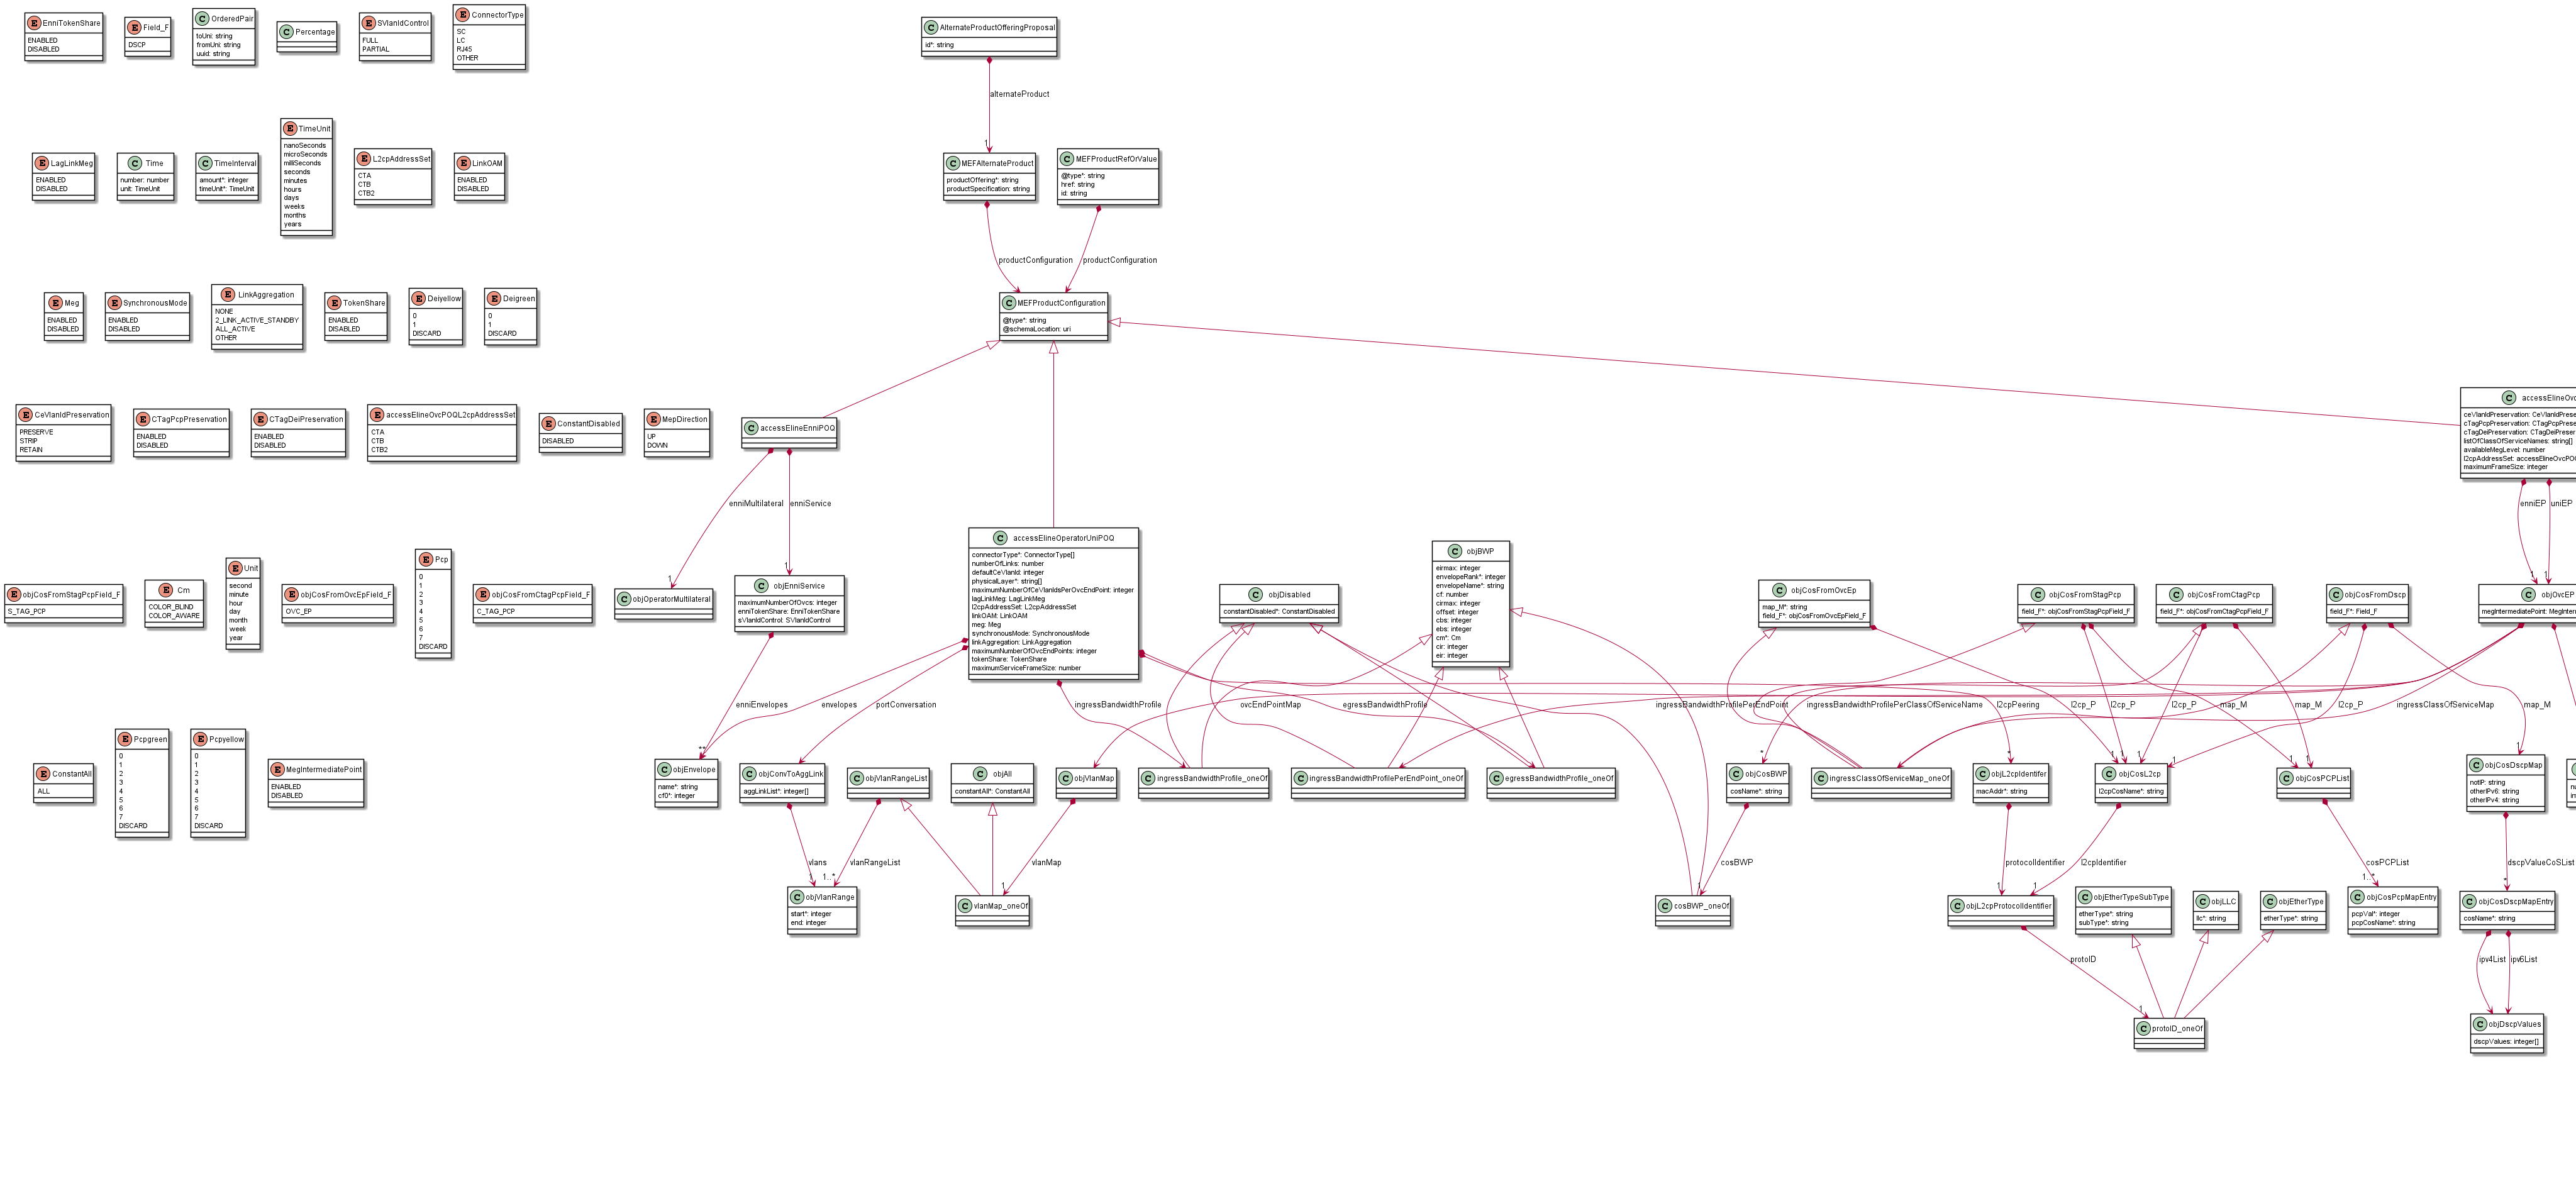 EnniTokenShare
ENABLED
DISABLED
Field_F
DSCP
OrderedPair
toUni: string
fromUni: string
uuid: string
Percentage
SVlanIdControl
FULL
PARTIAL
ConnectorType
SC
LC
RJ45
OTHER
AlternateProductOfferingProposal
id*: string
alternateProduct
1
LagLinkMeg
ENABLED
DISABLED
Time
number: number
unit: TimeUnit
TimeInterval
amount*: integer
timeUnit*: TimeUnit
TimeUnit
nanoSeconds
microSeconds
milliSeconds
seconds
minutes
hours
days
weeks
months
years
L2cpAddressSet
CTA
CTB
CTB2
LinkOAM
ENABLED
DISABLED
MEFAlternateProduct
productOffering*: string
productSpecification: string
MEFProductRefOrValue
@type*: string
href: string
id: string
productConfiguration
productConfiguration
Meg
ENABLED
DISABLED
SynchronousMode
ENABLED
DISABLED
LinkAggregation
NONE
2_LINK_ACTIVE_STANDBY
ALL_ACTIVE
OTHER
TokenShare
ENABLED
DISABLED
Deiyellow
0
1
DISCARD
Deigreen
0
1
DISCARD
MEFProductConfiguration
@type*: string
@schemaLocation: uri
CeVlanIdPreservation
PRESERVE
STRIP
RETAIN
CTagPcpPreservation
ENABLED
DISABLED
CTagDeiPreservation
ENABLED
DISABLED
accessElineOvcPOQL2cpAddressSet
CTA
CTB
CTB2
ConstantDisabled
DISABLED
MepDirection
UP
DOWN
accessElineEnniPOQ
accessElineOvc
ceVlanIdPreservation: CeVlanIdPrese
cTagPcpPreservation: CTagPcpPrese
cTagDeiPreservation: CTagDeiPreser
listOfClassOfServiceNames: string[]
availableMegLevel: number
l2cpAddressSet: accessElineOvcPO
maximumFrameSize: integer
enniMultilateral
enniService
enniEP
uniEP
1
1
1
1
objCosFromStagPcpField_F
S_TAG_PCP
Cm
COLOR_BLIND
COLOR_AWARE
Unit
second
minute
hour
day
month
week
year
objCosFromOvcEpField_F
OVC_EP
Pcp
0
1
2
3
4
5
6
7
DISCARD
objCosFromCtagPcpField_F
C_TAG_PCP
objOperatorMultilateral
objEnniService
maximumNumberOfOvcs: integer
enniTokenShare: EnniTokenShare
sVlanIdControl: SVlanIdControl
accessElineOperatorUniPOQ
connectorType*: ConnectorType[]
numberOfLinks: number
defaultCeVlanId: integer
physicalLayer*: string[]
maximumNumberOfCeVlanIdsPerOvcEndPoint: integer
lagLinkMeg: LagLinkMeg
l2cpAddressSet: L2cpAddressSet
linkOAM: LinkOAM
meg: Meg
synchronousMode: SynchronousMode
linkAggregation: LinkAggregation
maximumNumberOfOvcEndPoints: integer
tokenShare: TokenShare
maximumServiceFrameSize: number
objDisabled
constantDisabled*: ConstantDisabled
objBWP
eirmax: integer
envelopeRank*: integer
envelopeName*: string
cf: number
cirmax: integer
offset: integer
cbs: integer
ebs: integer
cm*: Cm
cir: integer
eir: integer
objCosFromOvcEp
map_M*: string
field_F*: objCosFromOvcEpField_F
objCosFromStagPcp
field_F*: objCosFromStagPcpField_F
objCosFromCtagPcp
field_F*: objCosFromCtagPcpField_F
objCosFromDscp
field_F*: Field_F
objOvcEP
megIntermediatePoint: MegInterm
enniEnvelopes
envelopes
portConversation
ingressBandwidthProfile
ovcEndPointMap
egressBandwidthProfile
ingressBandwidthProfilePerEndPoint
ingressBandwidthProfilePerClassOfServiceName
l2cpPeering
l2cp_P
l2cp_P
l2cp_P
map_M
map_M
l2cp_P
ingressClassOfServiceMap
map_M
*
*
*
*
1
1
1
1
1
1
1
ConstantAll
ALL
Pcpgreen
0
1
2
3
4
5
6
7
DISCARD
Pcpyellow
0
1
2
3
4
5
6
7
DISCARD
MegIntermediatePoint
ENABLED
DISABLED
objEnvelope
name*: string
cf0*: integer
objConvToAggLink
aggLinkList*: integer[]
objVlanRangeList
objAll
constantAll*: ConstantAll
objVlanMap
ingressBandwidthProfile_oneOf
ingressBandwidthProfilePerEndPoint_oneOf
egressBandwidthProfile_oneOf
objCosBWP
cosName*: string
ingressClassOfServiceMap_oneOf
objL2cpIdentifer
macAddr*: string
objCosL2cp
l2cpCosName*: string
objCosPCPList
objCosDscpMap
notIP: string
otherIPv6: string
otherIPv4: string
nu
in
vlans
vlanRangeList
vlanMap
cosBWP
protocolIdentifier
l2cpIdentifier
cosPCPList
dscpValueCoSList
1
1..*
1
1
1
1
1..*
*
objVlanRange
start*: integer
end: integer
vlanMap_oneOf
cosBWP_oneOf
objL2cpProtocolIdentifier
objEtherTypeSubType
etherType*: string
subType*: string
objLLC
llc*: string
objEtherType
etherType*: string
objCosPcpMapEntry
pcpVal*: integer
pcpCosName*: string
objCosDscpMapEntry
cosName*: string
protoID
1
ipv4List
ipv6List
protoID_oneOf
objDscpValues
dscpValues: integer[]